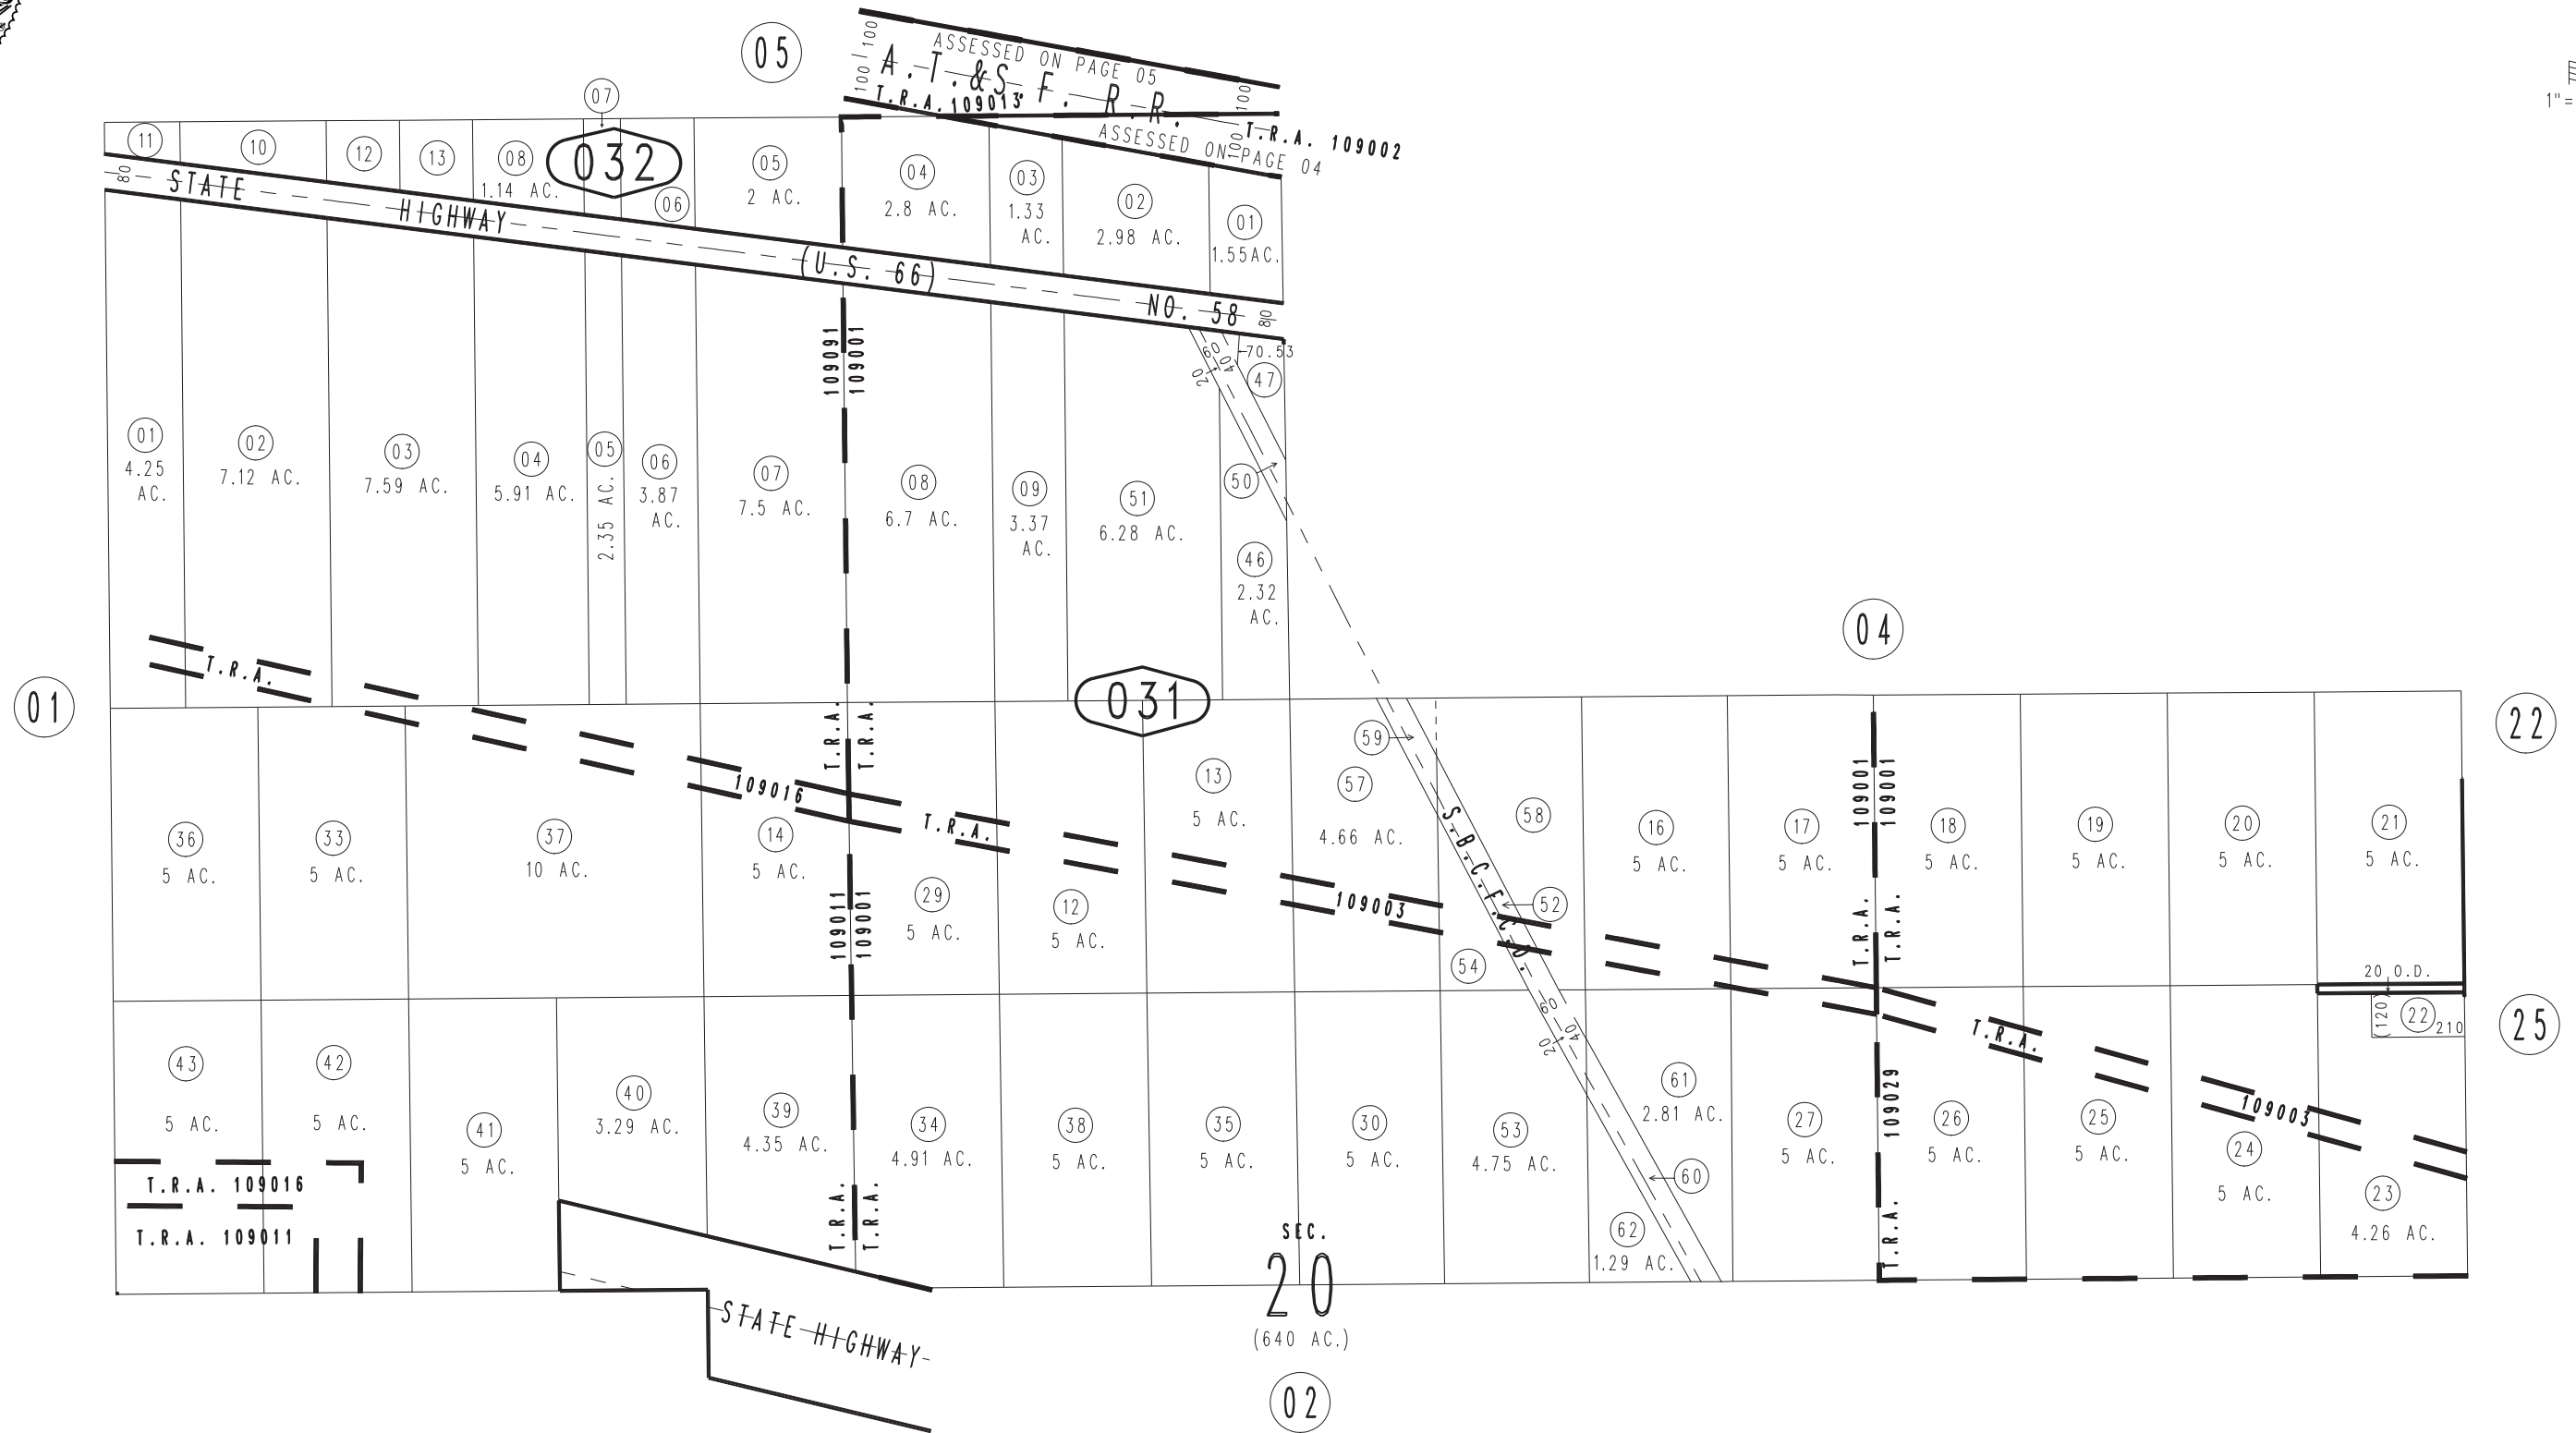 05
ASSESSED ON PAGE 05
A. T. & S. F. R. R.
100 100
100
100
T.R.A. 109013
T.R.A. 109002
ASSESSED ON PAGE 04
1"=
07
11
10
12
13
08
1.14 AC.
032
06
05
2 AC.
04
2.8 AC.
03
1.33
AC.
02
2.98 AC.
01
1.55AC.
80
STATE HIGHWAY (U.S. 66) NO. 58
80
109091
109001
60
40
20
70.53
47
01
4.25
AC.
02
7.12 AC.
03
7.59 AC.
04
5.91 AC.
05
2.35 AC.
06
3.87
AC.
07
7.5 AC.
08
6.7 AC.
09
3.37
AC.
51
6.28 AC.
50
46
2.32
AC.
04
T.R.A.
01
031
22
T.R.A.
T.R.A.
109016
T.R.A.
59
36
5 AC.
33
5 AC.
37
10 AC.
14
5 AC.
29
5 AC.
12
5 AC.
13
5 AC.
57
4.66 AC.
109003
S.B.C.F.C.D.
58
52
54
16
5 AC.
17
5 AC.
109001
109001
T.R.A.
T.R.A.
18
5 AC.
19
5 AC.
20
5 AC.
21
5 AC.
109011
109001
20 O.D.
(120)
22
210
25
60
40
20
T.R.A.
109003
43
5 AC.
42
5 AC.
41
5 AC.
40
3.29 AC.
39
4.35 AC.
34
4.91 AC.
38
5 AC.
35
5 AC.
30
5 AC.
53
4.75 AC.
61
2.81 AC.
60
62
1.29 AC.
27
5 AC.
109029
T.R.A.
26
5 AC.
25
5 AC.
24
5 AC.
23
4.26 AC.
T.R.A. 109016
T.R.A. 109011
T.R.A.
T.R.A.
SEC.
20
(640 AC.)
STATE HIGHWAY
02